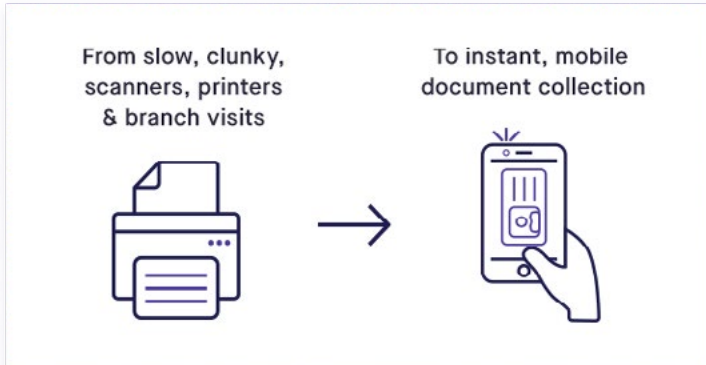 From slow, clunky,
scanners, printers
& branch visits
To instant, mobile
document collection